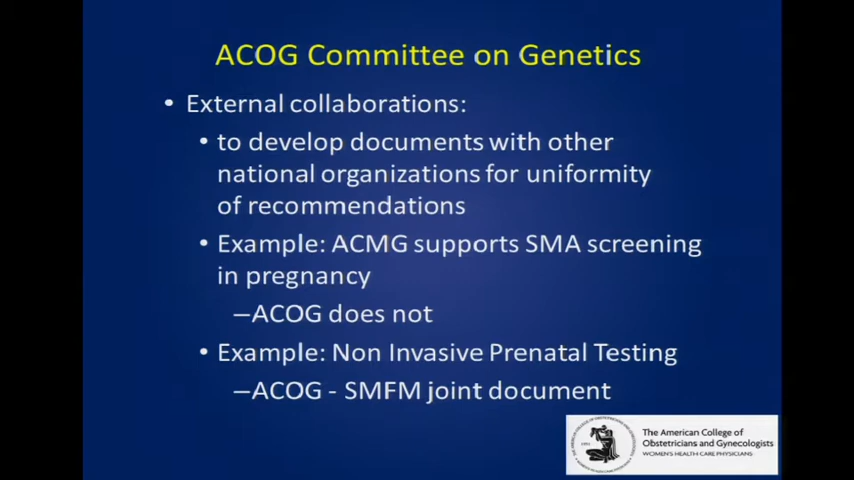 ACOG Committee on Genetics
• External collaborations:
• to develop documents with other
national organizations for uniformity
of recommendations
• Example: ACMG supports SMA screening
in pregnancy
–ACOG does not
• Example: Non Invasive Prenatal Testing
–ACOG - SMFM joint document
The American College of
Obstetricians and Gynecologists
WOMEN'S HEALTH CARE PHYSICIANS